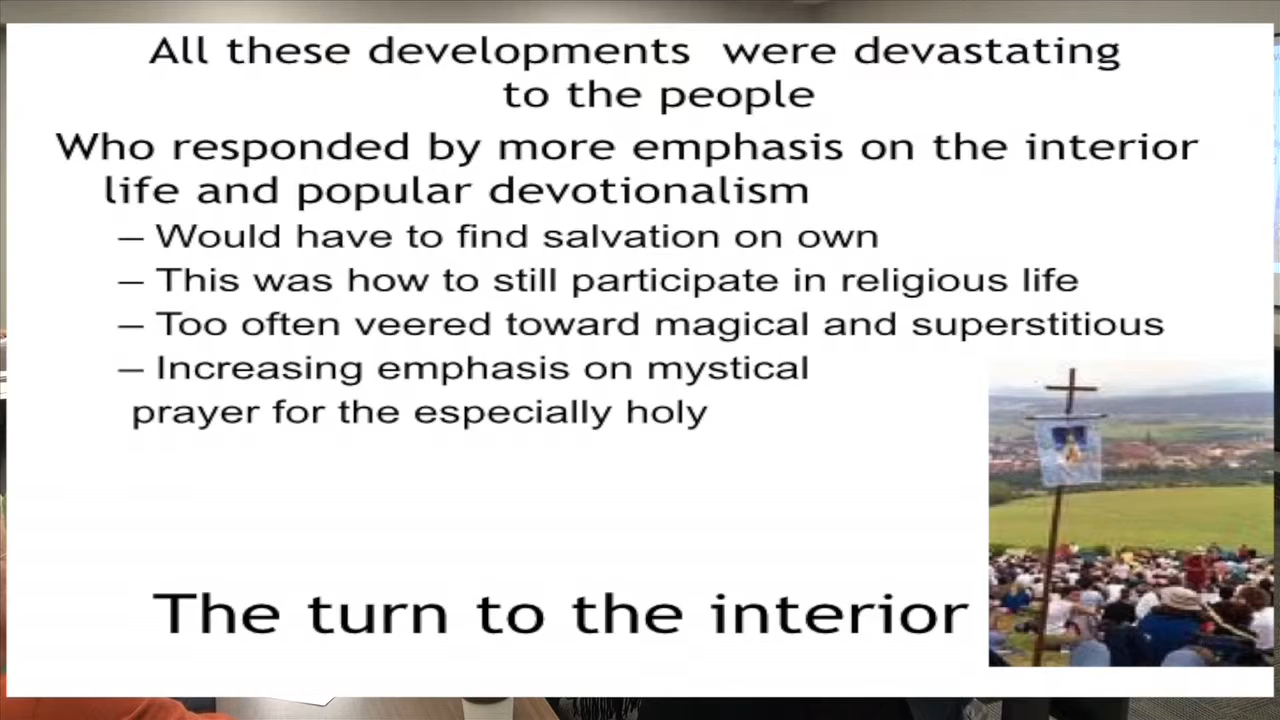 All these developments were devastating
to the people
Who responded by more emphasis on the interior
life and popular devotionalism
– Would have to find salvation on own
– This was how to still participate in religious life
– Too often veered toward magical and superstitious
– Increasing emphasis on mystical
prayer for the especially holy
The turn to the interior